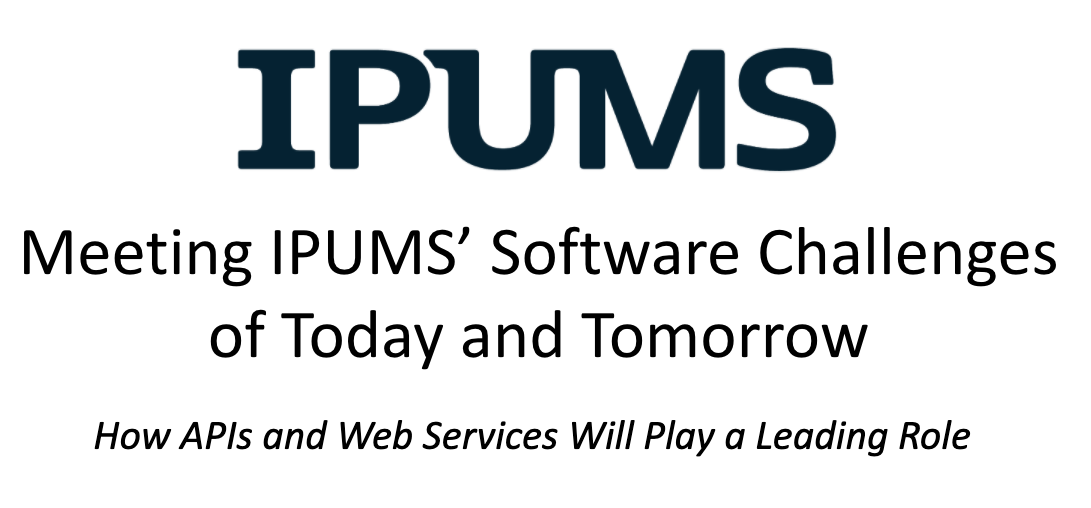 IPUMS
Meeting IPUMS’ Software Challenges
of Today and Tomorrow
How APIs and Web Services Will Play a Leading Role